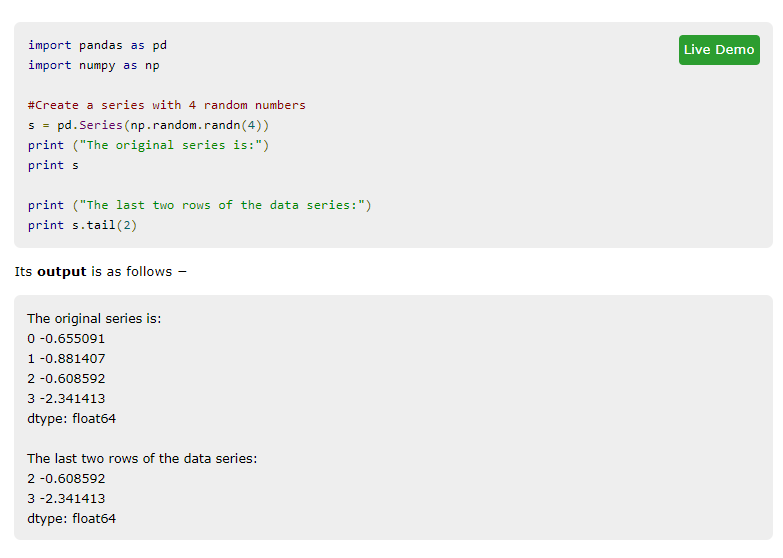 import pandas as pd
Live Demo
import numpy as np
#Create a series with 4 random numbers
s = pd.Series(np.random.randn(4))
print ("The original series is:")
print s
print ("The last two rows of the data series:")
print s.tail(2)
Its output is as follows −
The original series is:
0 -0.655091
1 -0.881407
2 -0.608592
3 -2.341413
dtype: float64
The last two rows of the data series:
2 -0.608592
3 -2.341413
dtype: float64